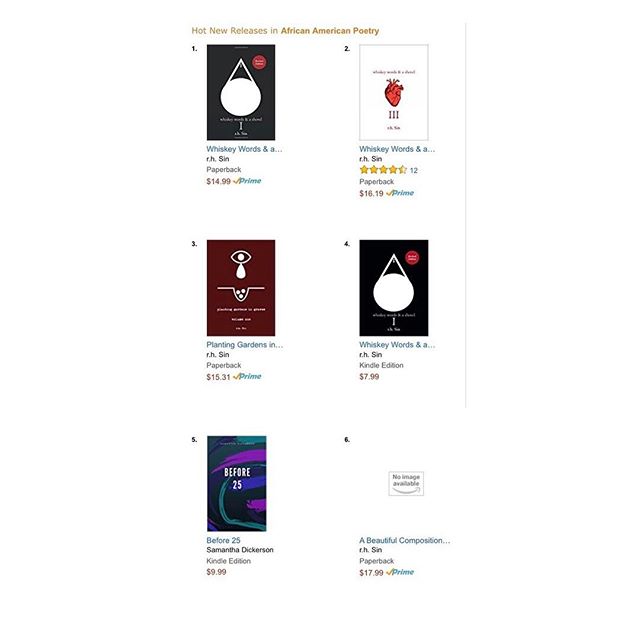 Hot New Releases in African American Poetry
1.
2.
whiskey words & a shovel
I
r.h. Sin
whiskey words & a shovel
III
r.h. Sin
Whiskey Words & a…
r.h. Sin
Paperback
$14.99 Prime
Whiskey Words & a…
r.h. Sin
12
Paperback
$16.19 Prime
3.
4.
planting gardens in graves
volume one
r.h. Sin
whiskey words & a shovel
I
r.h. Sin
Planting Gardens in…
r.h. Sin
Paperback
$15.31 Prime
Whiskey Words & a…
r.h. Sin
Kindle Edition
$7.99
5.
6.
BEFORE
25
No image
available
Before 25
Samantha Dickerson
Kindle Edition
$9.99
A Beautiful Composition…
r.h. Sin
Paperback
$17.99 Prime